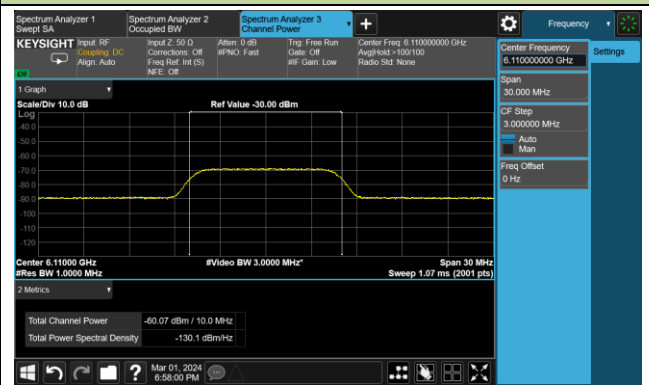 Spectrum Analyzer 1
Swept SA
Spectrum Analyzer 2
Occupied BW
Spectrum Analyzer 3
Channel Power
+
Frequency
KEYSIGHT
Input: RF
Coupling: DC
Align: Auto
Input Z: 50 Ω
Corrections: Off
Freq Ref: Int (S)
NFE: Off
Atten: 0 dB
#PNO: Fast
Trig: Free Run
Gate: Off
#IF Gain: Low
Center Freq: 6.110000000 GHz
Avg|Hold:>100/100
Radio Std: None
Center Frequency
6.110000000 GHz
Settings
Span
30.000 MHz
CF Step
3.000000 MHz
Auto
Man
Freq Offset
0 Hz
1 Graph
Scale/Div 10.0 dB
Ref Value -30.00 dBm
Log
-40.0
-50.0
-60.0
-70.0
-80.0
-90.0
-100
-110
-120
Center 6.11000 GHz
#Video BW 3.0000 MHz*
Span 30 MHz
#Res BW 1.0000 MHz
Sweep 1.07 ms (2001 pts)
2 Metrics
Total Channel Power
-60.07 dBm / 10.0 MHz
Total Power Spectral Density
-130.1 dBm/Hz
?
Mar 01, 2024
6:58:00 PM